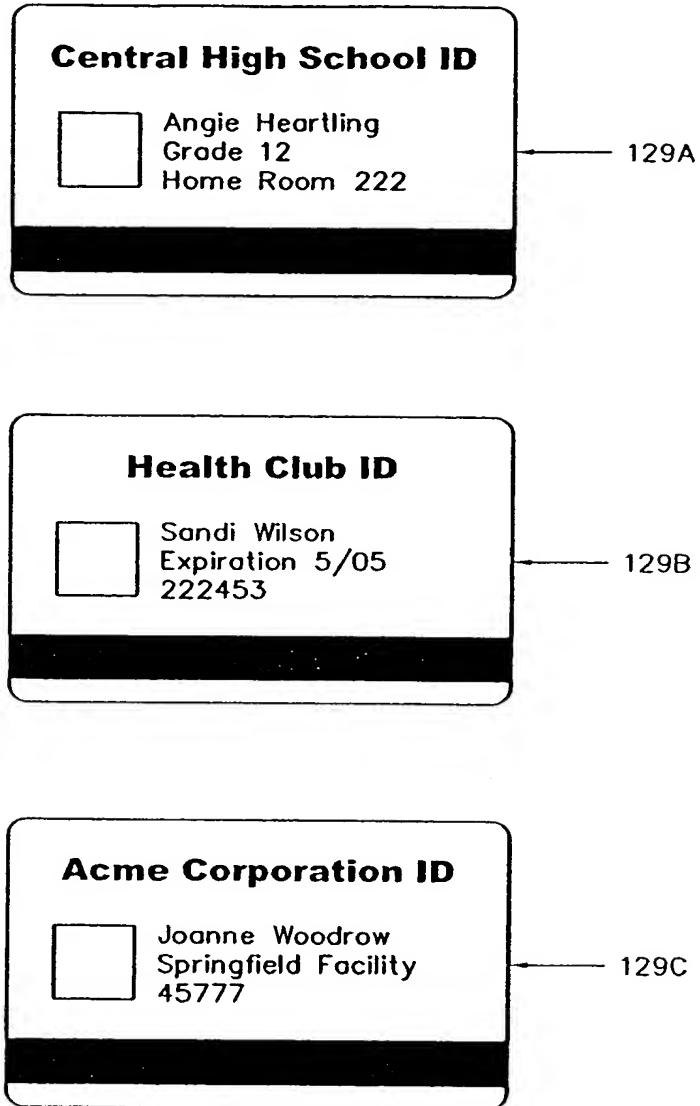 Central High School ID
Angie Heartling
Grade 12
Home Room 222
129A
Health Club ID
Sandi Wilson
Expiration 5/05
222453
129B
Acme Corporation ID
Joanne Woodrow
Springfield Facility
45777
129C